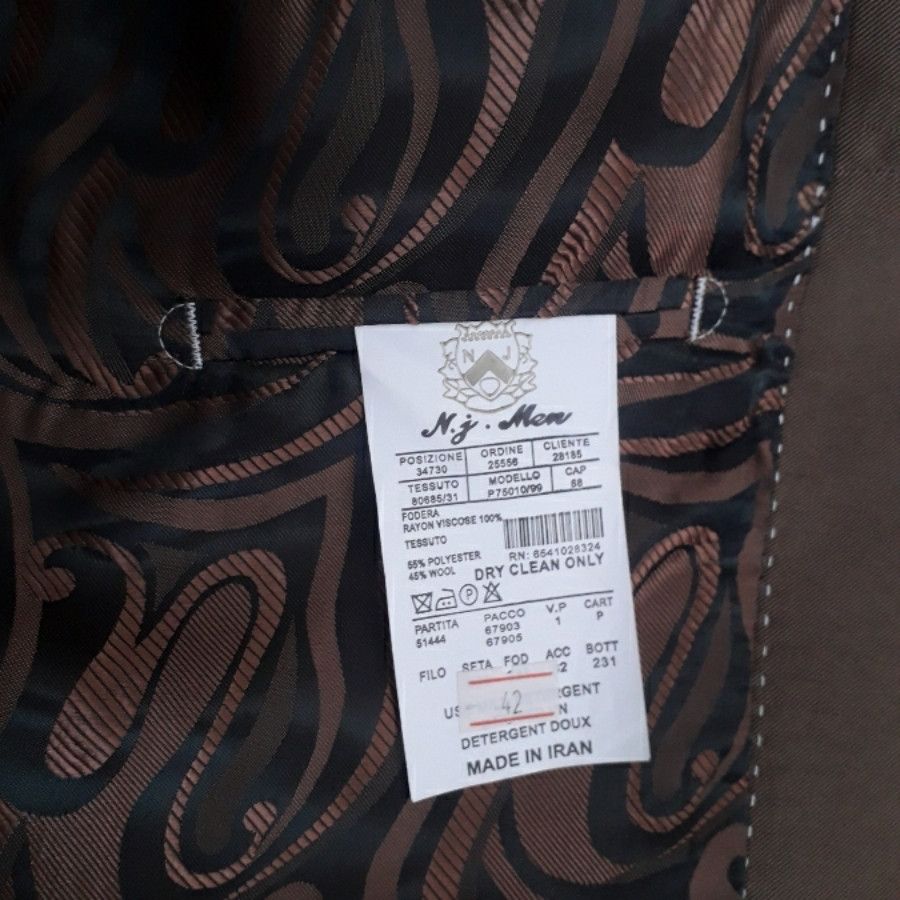 N J
N.j. Men
POSIZIONE ORDINE CLIENTE
34730 25556 28185
TESSUTO MODELLO CAP
80685/31 P75010/99 68
FODERA
RAYON VISCOSE 100%
TESSUTO
55% POLYESTER
45% WOOL
RN: 8541028324
DRY CLEAN ONLY
P
PARTITA PACCO V.P CART
51444 67903 1 P
67905
FILO SETA FOD ACC BOTT
231
42
DETERGENT DOUX
MADE IN IRAN